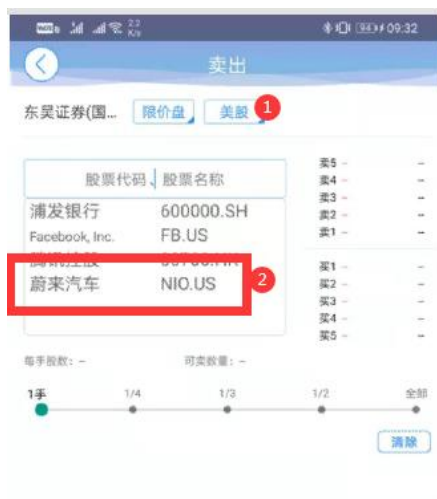 2.2
K/s
94
09:32
卖出
东吴证券(国...
限价盘
美股
1
股票代码、股票名称
浦发银行 600000.SH
Facebook, Inc. FB.US
蔚来汽车 NIO.US
2
卖5 - -
卖4 - -
卖3 - -
卖2 - -
卖1 - -
买1 - -
买2 - -
买3 - -
买4 - -
买5 - -
每手股数: -
可卖数量: -
1手 1/4 1/3 1/2 全部
清除